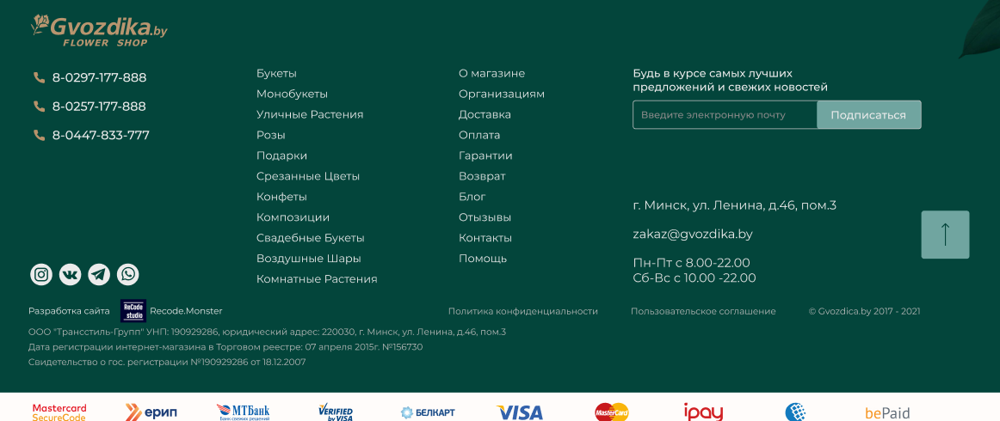 Gvozdika.by
FLOWER SHOP
8-0297-177-888
8-0257-177-888
8-0447-833-777
Букеты
Монобукеты
Уличные Растения
Розы
Подарки
Срезанные Цветы
Конфеты
Композиции
Свадебные Букеты
Воздушные Шары
Комнатные Растения
О магазине
Организациям
Доставка
Оплата
Гарантии
Возврат
Блог
Отызывы
Контакты
Помощь
Будь в курсе самых лучших
предложений и свежих новостей
Введите электронную почту
Подписаться
г. Минск, ул. Ленина, д.46, пом.3
zakaz@gvozdika.by
Пн-Пт с 8.00-22.00
Сб-Вс с 10.00 -22.00
Разработка сайта ReCode studio Recode.Monster
Политика конфиденциальности
Пользовательское соглашение
© Gvozdica.by 2017 - 2021
ООО "Трансстиль-Групп" УНП: 190929286, юридический адрес: 220030, г. Минск, ул. Ленина, д.46, пом.3
Дата регистрации интернет-магазина в Торговом реестре: 07 апреля 2015г. №156730
Свидетельство о гос. регистрации №190929286 от 18.12.2007
Mastercard
SecureCode
ерип
МТБанк
Банк свежих решений
VERIFIED
by VISA
БЕЛКАРТ
VISA
MasterCard
ipay
bePaid